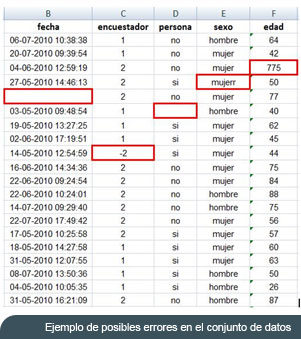 B C D E F
fecha encuestador persona sexo edad
06-07-2010 10:38:38 1 no hombre 64
20-07-2010 09:39:54 1 no mujer 42
04-06-2010 12:59:19 2 no mujer 775
27-05-2010 14:46:13 2 si mujerr 50
2 no mujer 77
03-05-2010 09:48:54 1 hombre 40
19-05-2010 13:27:25 1 si mujer 62
02-06-2010 17:19:51 1 si mujer 45
14-05-2010 12:54:59 -2 si mujer 44
16-06-2010 14:34:36 2 no mujer 75
22-06-2010 09:24:54 2 no mujer 84
22-06-2010 10:24:01 2 no hombre 88
14-07-2010 09:29:40 2 no hombre 75
22-07-2010 17:49:42 2 no mujer 56
17-05-2010 10:25:58 2 si mujer 57
18-05-2010 14:27:58 1 si mujer 60
31-05-2010 12:07:55 1 si mujer 63
08-07-2010 13:50:36 1 si hombre 50
04-05-2010 10:05:35 1 si hombre 26
31-05-2010 16:21:09 2 no hombre 87
Ejemplo de posibles errores en el conjunto de datos